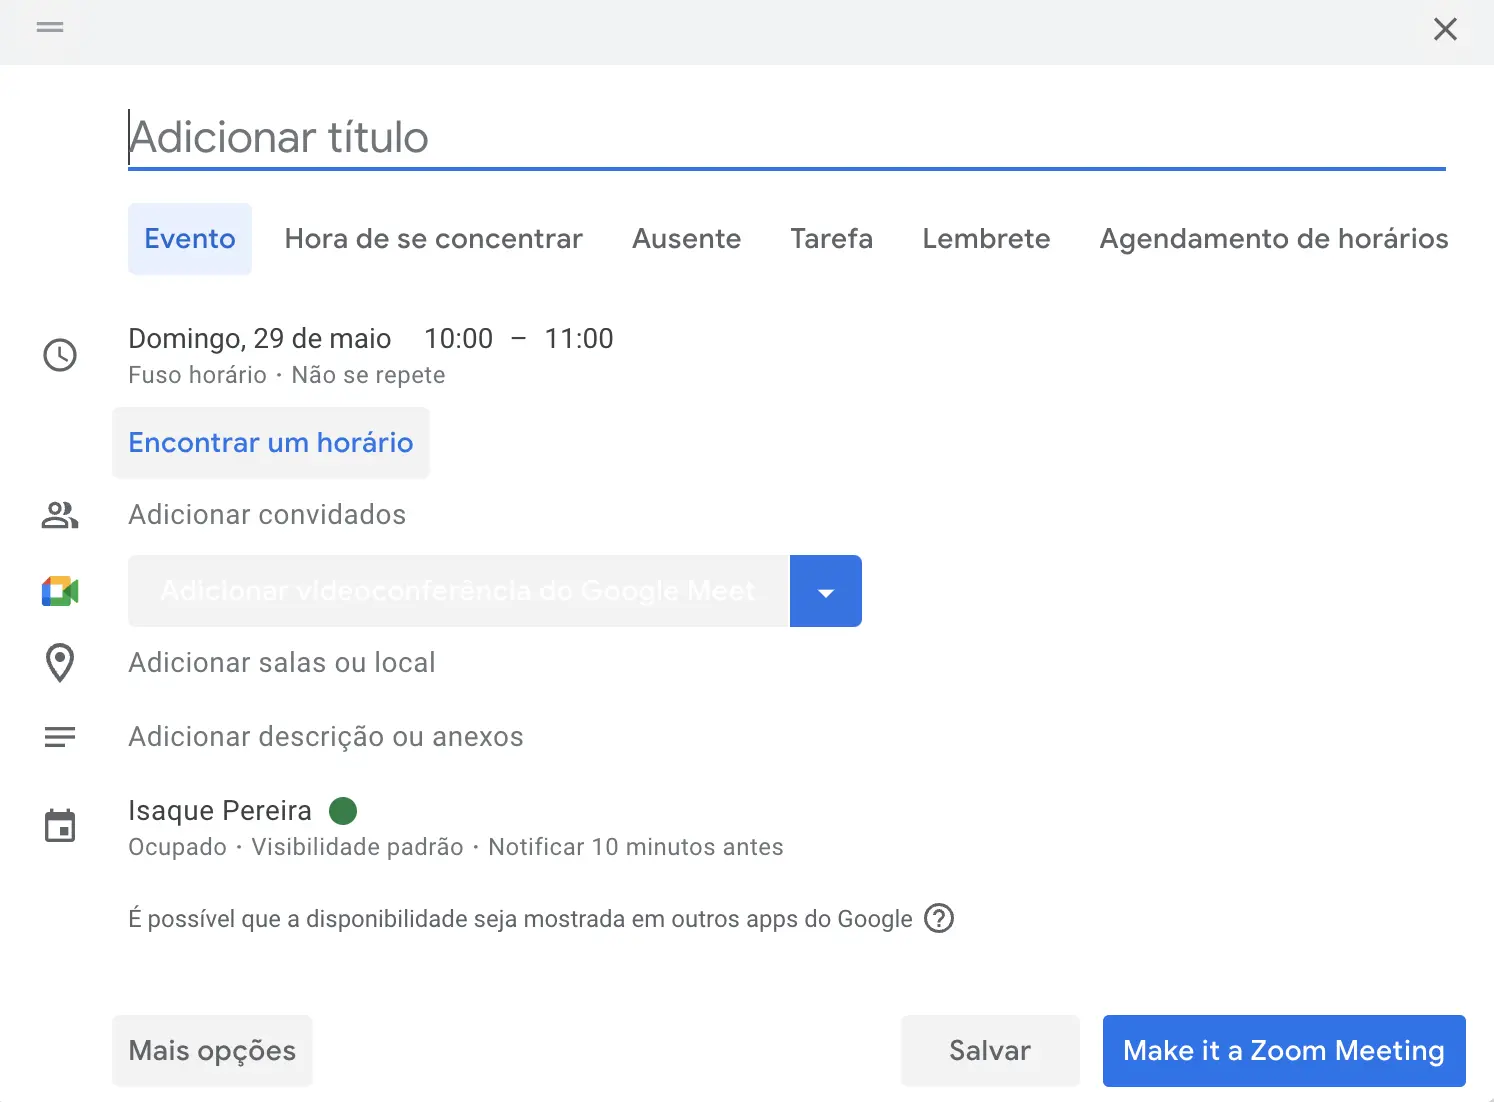 Adicionar título
Evento Hora de se concentrar Ausente Tarefa Lembrete Agendamento de horários
Domingo, 29 de maio 10:00 – 11:00
Fuso horário · Não se repete
Encontrar um horário
Adicionar convidados
Adicionar videoconferência do Google Meet
Adicionar salas ou local
Adicionar descrição ou anexos
Isaque Pereira
Ocupado · Visibilidade padrão · Notificar 10 minutos antes
É possível que a disponibilidade seja mostrada em outros apps do Google
Mais opções Salvar Make it a Zoom Meeting